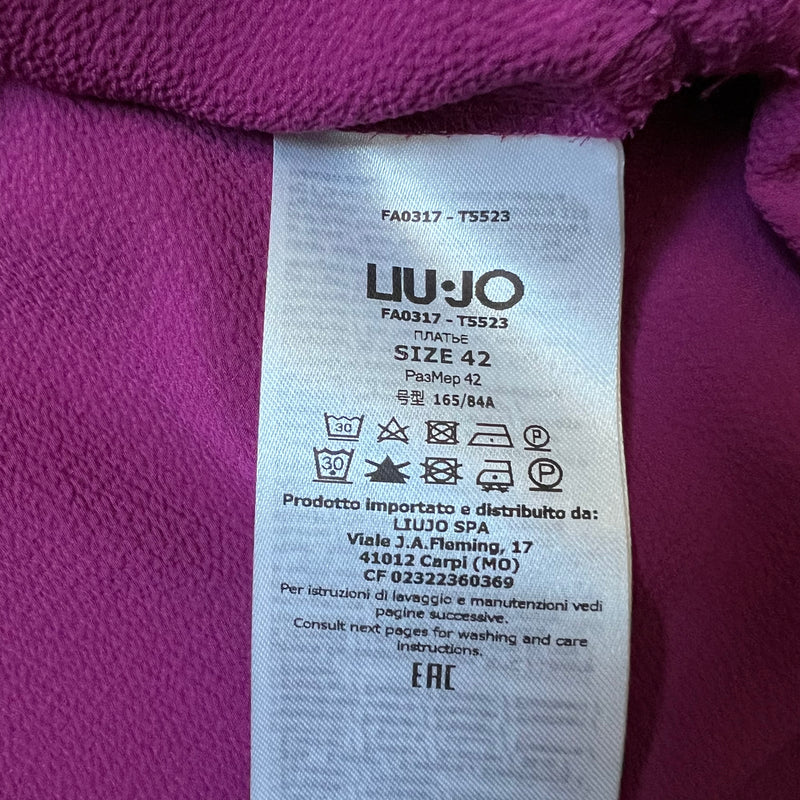 FA0317 - T5523
LIU·JO
FA0317 - T5523
ПЛАТЬЕ
SIZE 42
РазМер 42
号型 165/84A
30
P
30
P
Prodotto importato e distribuito da:
LIUJO SPA
Viale J.A.Fleming, 17
41012 Carpi (MO)
CF 02322360369
Per istruzioni di lavaggio e manutenzioni vedi
pagine successive.
Consult next pages for washing and care
instructions.
EAC